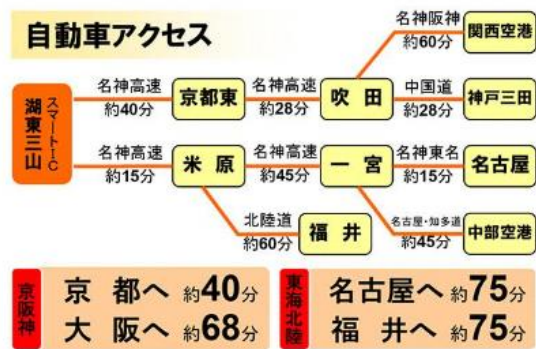 自動車アクセス
名神阪神
約60分
関西空港
湖東三山
スマートIC
名神高速
約40分
京都東
名神高速
約28分
吹田
中国道
約28分
神戸三田
名神高速
約15分
米原
名神高速
約45分
一宮
名神東名
約15分
名古屋
北陸道
約60分
福井
名古屋・知多道
約45分
中部空港
京阪神
京都へ 約40分
大阪へ 約68分
東海北陸
名古屋へ 約75分
福井へ 約75分